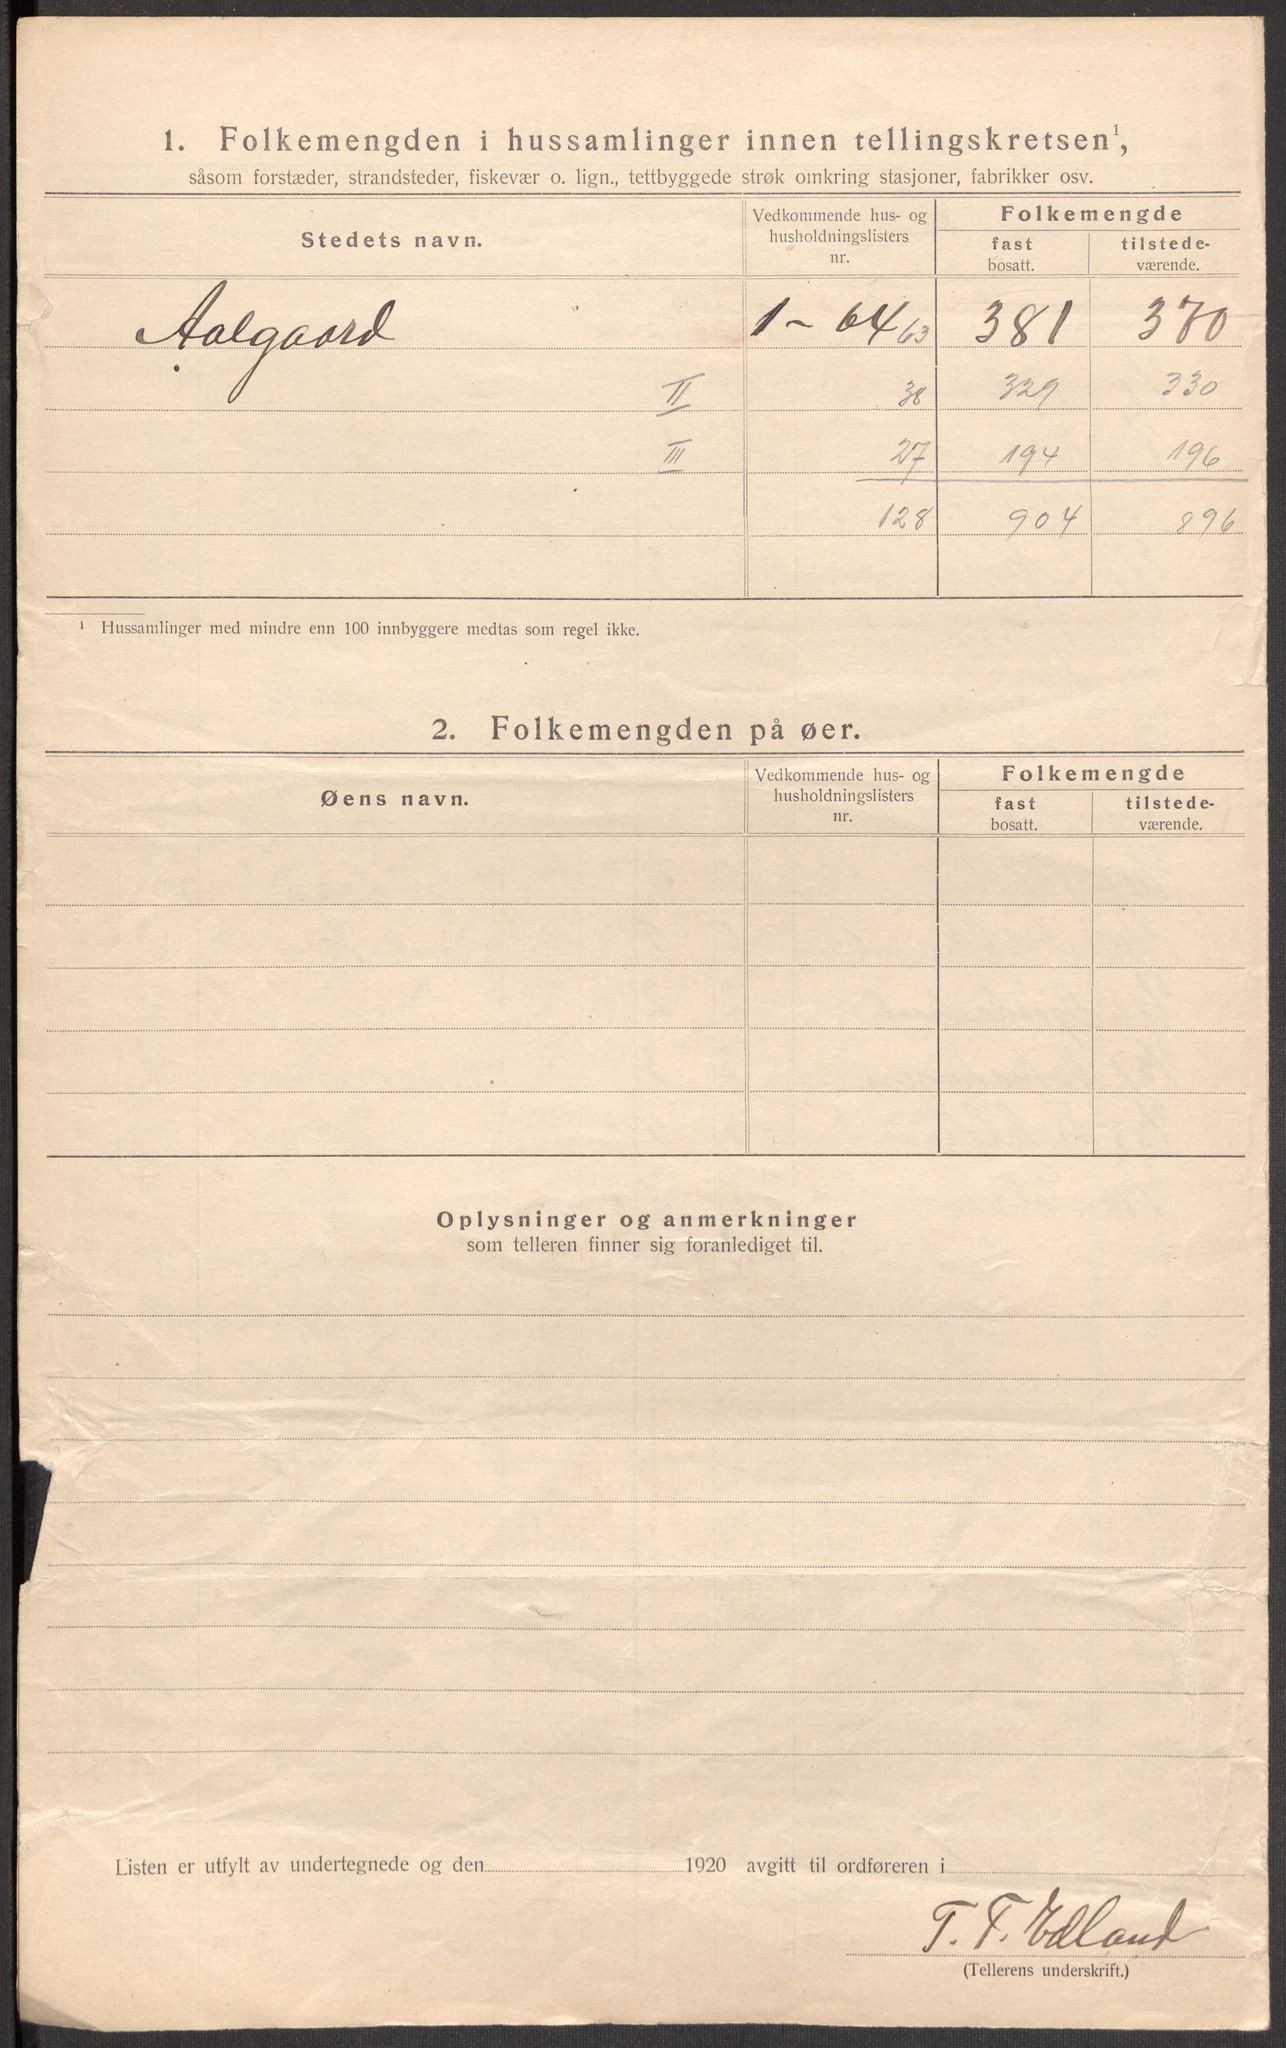 1. Folkemengden i hussamlinger innen tellingskretsen¹,
såsom forstæder, strandsteder, fiskevær o. lign., tettbyggede strøk omkring stasjoner, fabrikker osv.
Stedets navn.
Vedkommende hus- og
husholdningslisters
nr.
Folkemengde
fast
bosatt.
tilstede-
værende.
Aalgaard 1 - 64 63 381 370
II 38 329 330
III 27 194 196
128 904 896
¹ Hussamlinger med mindre enn 100 innbyggere medtas som regel ikke.
2. Folkemengden på øer.
Øens navn.
Vedkommende hus- og
husholdningslisters
nr.
Folkemengde
fast
bosatt.
tilstede-
værende.
Oplysninger og anmerkninger
som telleren finner sig foranlediget til.
Listen er utfylt av undertegnede og den 1920 avgitt til ordføreren i
T. T. Edland
(Tellerens underskrift.)